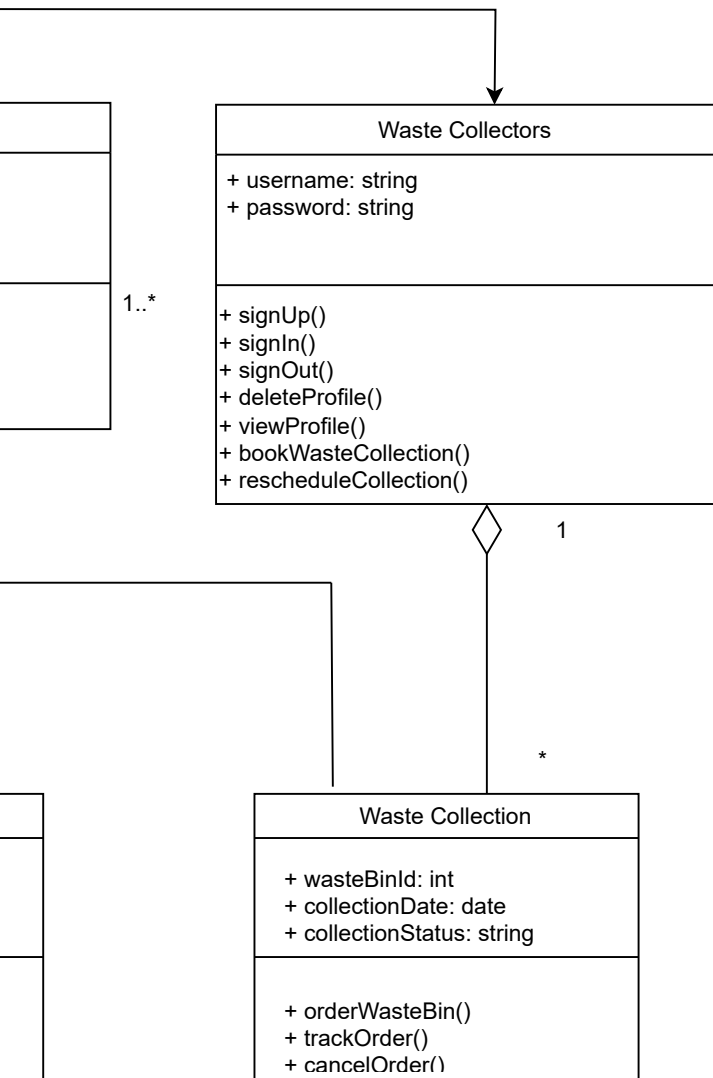 Waste Collectors
+ username: string
+ password: string
1..*
+ signUp()
+ signIn()
+ signOut()
+ deleteProfile()
+ viewProfile()
+ bookWasteCollection()
+ rescheduleCollection()
1
*
Waste Collection
+ wasteBinId: int
+ collectionDate: date
+ collectionStatus: string
+ orderWasteBin()
+ trackOrder()
+ cancelOrder()